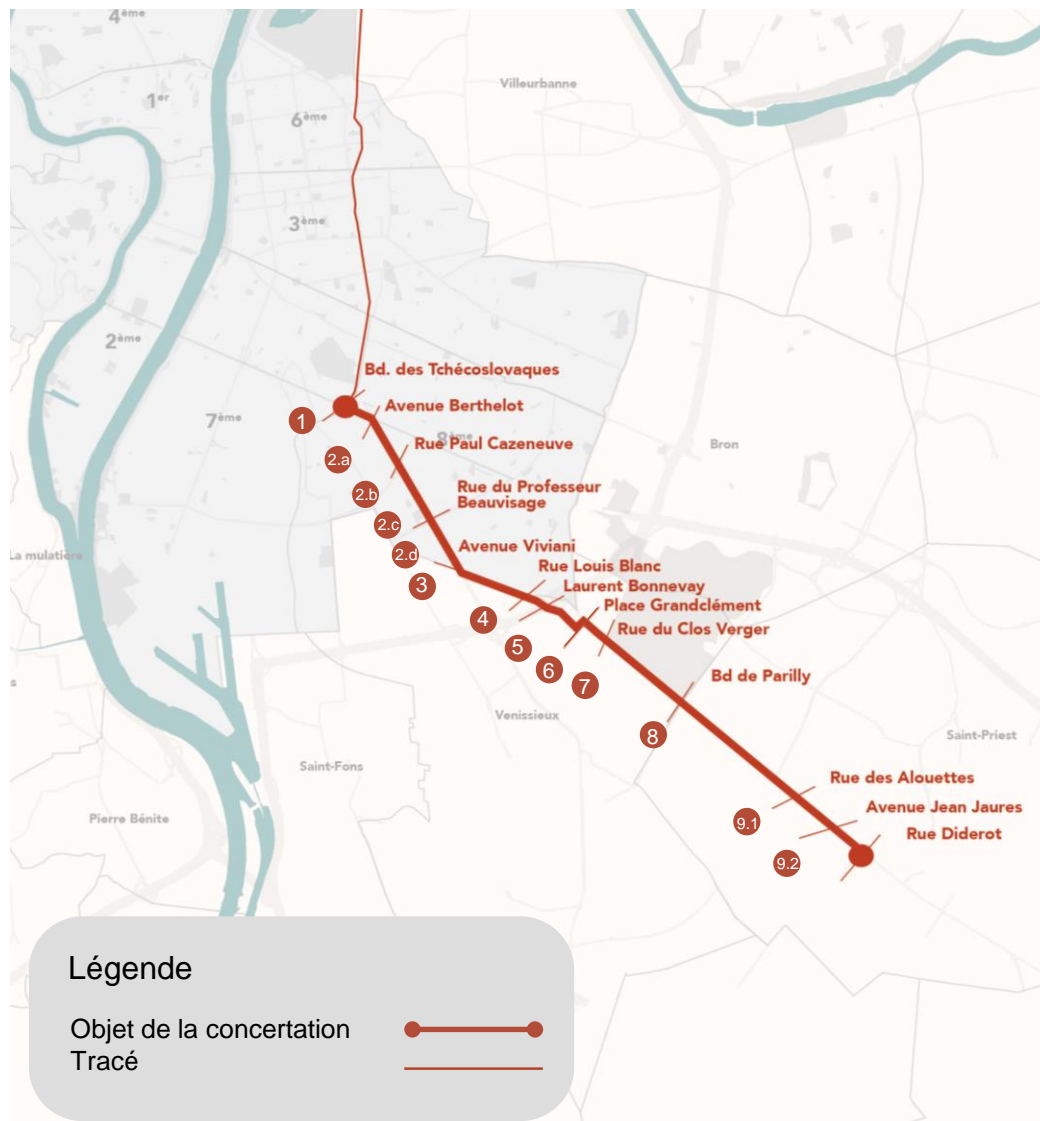 4ème
Villeurbanne
1er
6ème
3ème
2ème
Bd. des Tchécoslovaques
Avenue Berthelot
1
7ème
8ème
Rue Paul Cazeneuve
Bron
2.a
2.b
Rue du Professeur
Beauvisage
2.c
La mulatière
2.d
Avenue Viviani
3
Rue Louis Blanc
Laurent Bonnevay
4
Place Grandclément
Rue du Clos Verger
5
6
7
Bd de Parilly
s
Venissieux
8
Saint-Priest
Saint-Fons
Rue des Alouettes
Pierre Bénite
9.1
Avenue Jean Jaures
Rue Diderot
9.2
Légende
Objet de la concertation
Tracé